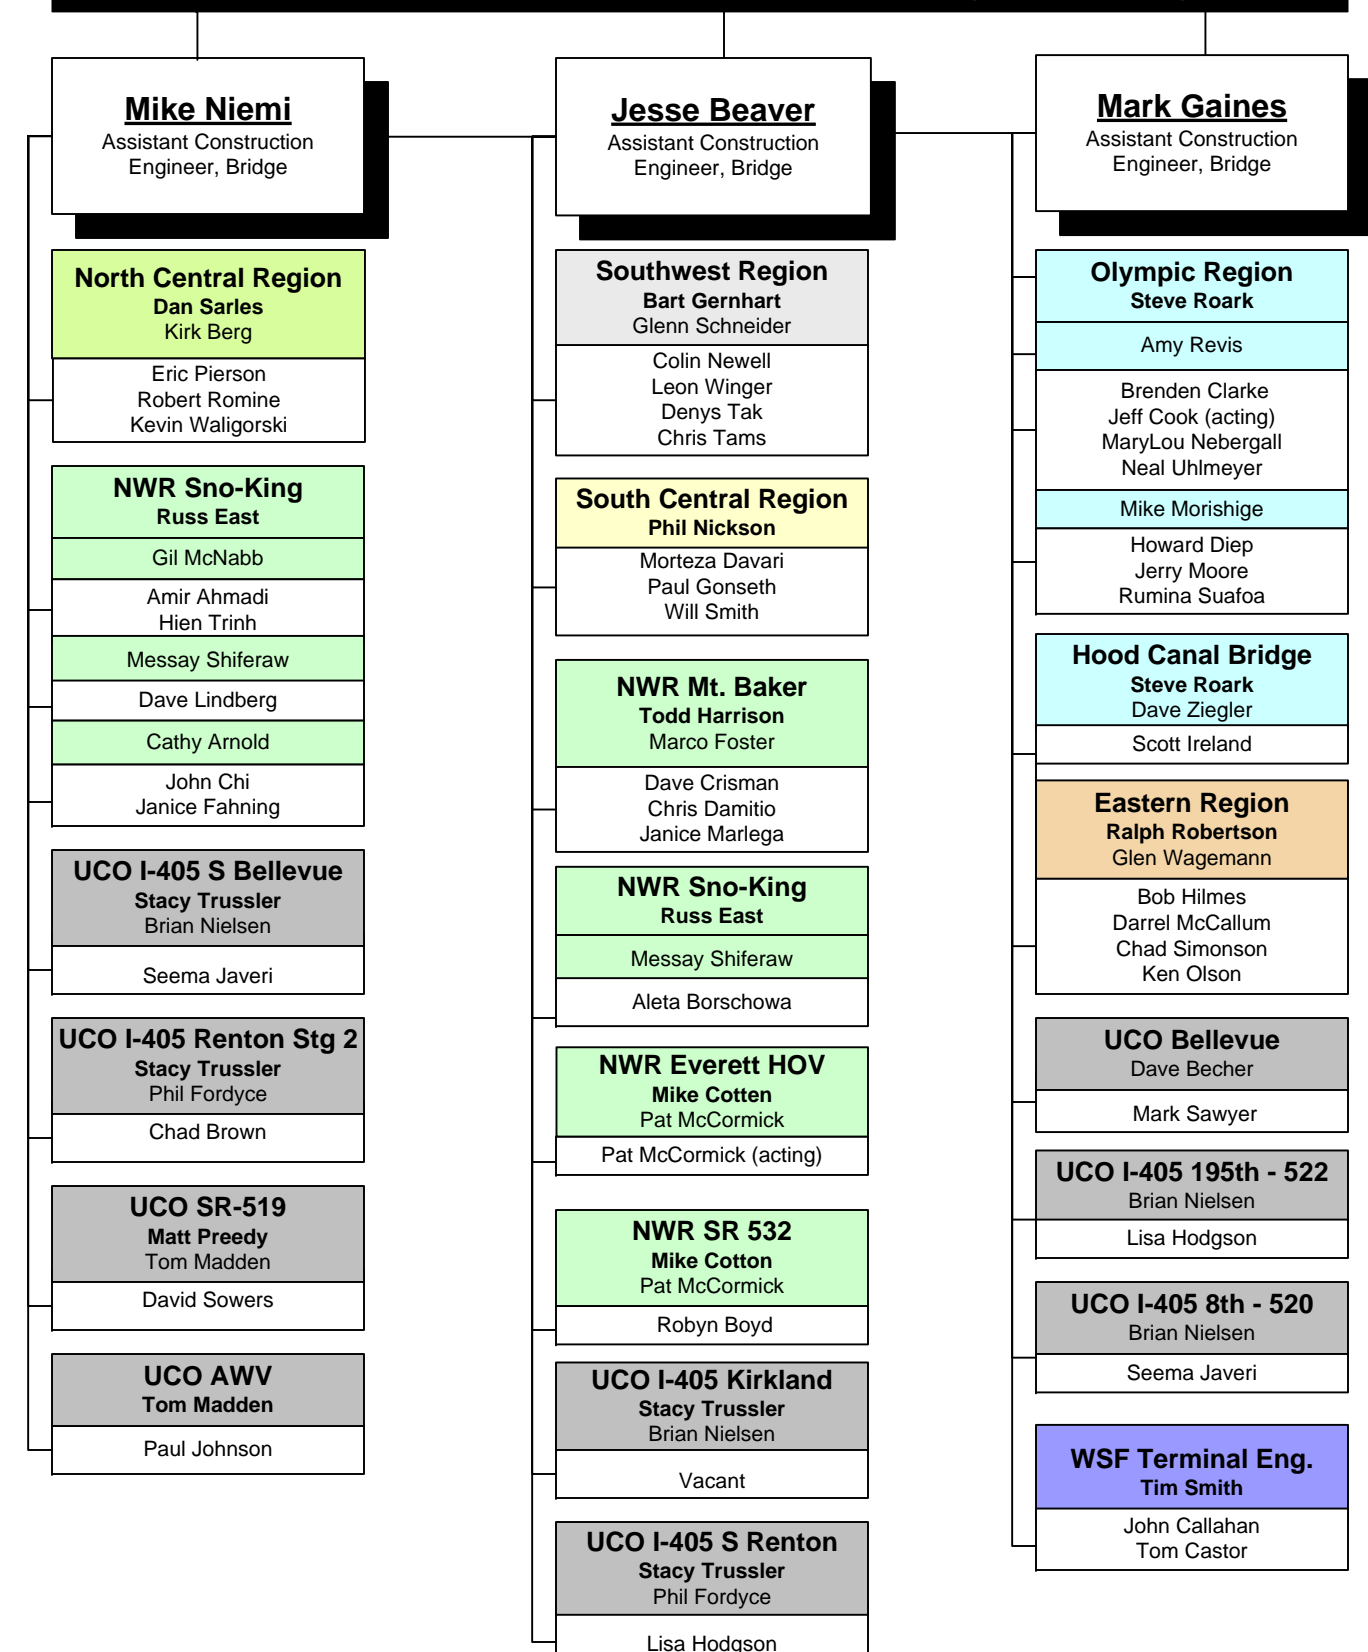 Mike Niemi
Assistant Construction
Engineer, Bridge
North Central Region
Dan Sarles
Kirk Berg
Eric Pierson
Robert Romine
Kevin Waligorski
NWR Sno-King
Russ East
Gil McNabb
Amir Ahmadi
Hien Trinh
Messay Shiferaw
Dave Lindberg
Cathy Arnold
John Chi
Janice Fahning
UCO I-405 S Bellevue
Stacy Trussler
Brian Nielsen
Seema Javeri
UCO I-405 Renton Stg 2
Stacy Trussler
Phil Fordyce
Chad Brown
UCO SR-519
Matt Preedy
Tom Madden
David Sowers
UCO AWV
Tom Madden
Paul Johnson
Jesse Beaver
Assistant Construction
Engineer, Bridge
Southwest Region
Bart Gernhart
Glenn Schneider
Colin Newell
Leon Winger
Denys Tak
Chris Tams
South Central Region
Phil Nickson
Morteza Davari
Paul Gonseth
Will Smith
NWR Mt. Baker
Todd Harrison
Marco Foster
Dave Crisman
Chris Damitio
Janice Marlega
NWR Sno-King
Russ East
Messay Shiferaw
Aleta Borschowa
NWR Everett HOV
Mike Cotten
Pat McCormick
Pat McCormick (acting)
NWR SR 532
Mike Cotton
Pat McCormick
Robyn Boyd
UCO I-405 Kirkland
Stacy Trussler
Brian Nielsen
Vacant
UCO I-405 S Renton
Stacy Trussler
Phil Fordyce
Lisa Hodgson
Mark Gaines
Assistant Construction
Engineer, Bridge
Olympic Region
Steve Roark
Amy Revis
Brenden Clarke
Jeff Cook (acting)
MaryLou Nebergall
Neal Uhlmeyer
Mike Morishige
Howard Diep
Jerry Moore
Rumina Suafoa
Hood Canal Bridge
Steve Roark
Dave Ziegler
Scott Ireland
Eastern Region
Ralph Robertson
Glen Wagemann
Bob Hilmes
Darrel McCallum
Chad Simonson
Ken Olson
UCO Bellevue
Dave Becher
Mark Sawyer
UCO I-405 195th - 522
Brian Nielsen
Lisa Hodgson
UCO I-405 8th - 520
Brian Nielsen
Seema Javeri
WSF Terminal Eng.
Tim Smith
John Callahan
Tom Castor